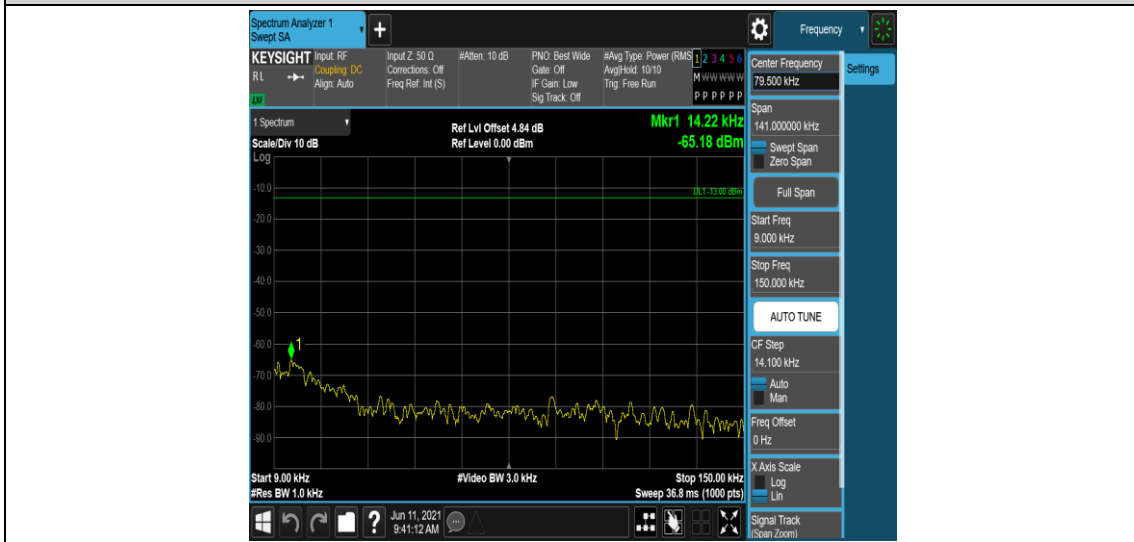 Spectrum Analyzer 1
Swept SA
Frequency
KEYSIGHT
R L
LXI
Input: RF
Coupling: DC
Align: Auto
Input Z: 50 Ω
Corrections: Off
Freq Ref: Int (S)
#Atten: 10 dB
PNO: Best Wide
Gate: Off
IF Gain: Low
Sig Track: Off
#Avg Type: Power (RMS
Avg|Hold: 10/10
Trig: Free Run
1 2 3 4 5 6
M W W W W W
P P P P P P
1 Spectrum
Scale/Div 10 dB
Log
Ref Lvl Offset 4.84 dB
Ref Level 0.00 dBm
Mkr1 14.22 kHz
-65.18 dBm
DL1 -13.00 dBm
-10.0
-20.0
-30.0
-40.0
-50.0
-60.0
-70.0
-80.0
-90.0
1
Start 9.00 kHz
#Res BW 1.0 kHz
#Video BW 3.0 kHz
Stop 150.00 kHz
Sweep 36.8 ms (1000 pts)
Jun 11, 2021
9:41:12 AM
Center Frequency
79.500 kHz
Settings
Span
141.000000 kHz
Swept Span
Zero Span
Full Span
Start Freq
9.000 kHz
Stop Freq
150.000 kHz
AUTO TUNE
CF Step
14.100 kHz
Auto
Man
Freq Offset
0 Hz
X Axis Scale
Log
Lin
Signal Track
(Span Zoom)